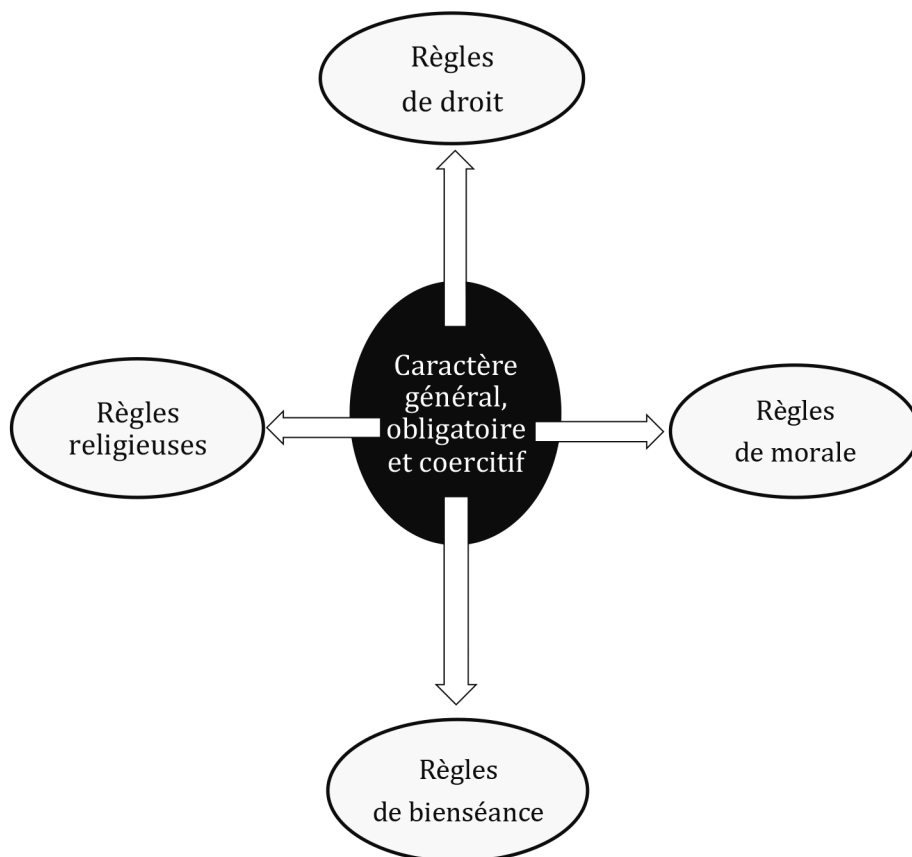 Règles
de droit
Caractère
général,
obligatoire
et coercitif
Règles
religieuses
Règles
de morale
Règles
de bienséance